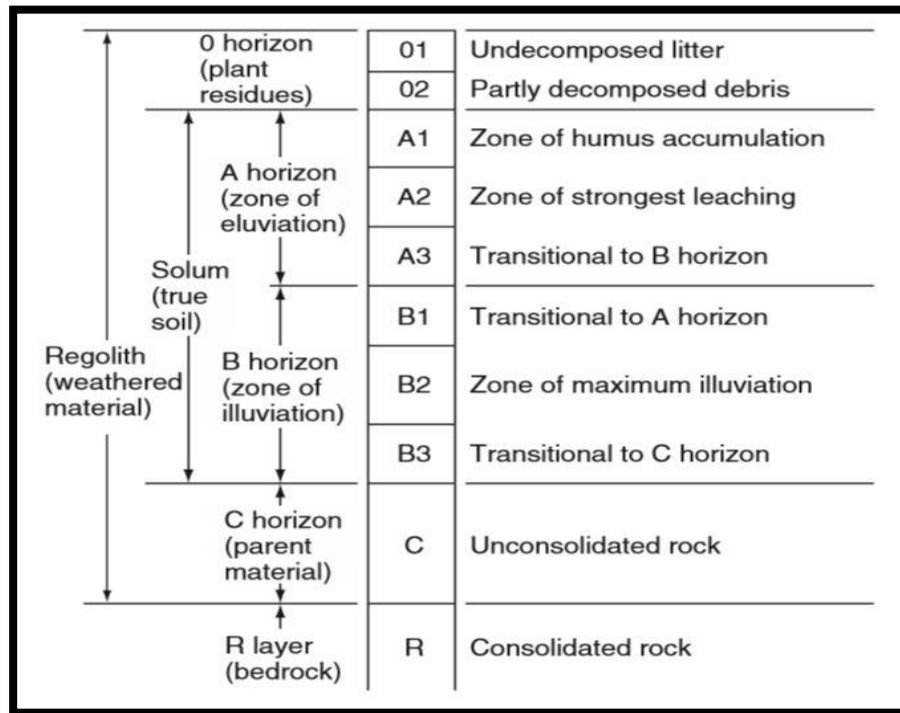 0 horizon
(plant
residues)
01 Undecomposed litter
02 Partly decomposed debris
A horizon
(zone of
eluviation)
A1 Zone of humus accumulation
A2 Zone of strongest leaching
A3 Transitional to B horizon
Solum
(true
soil)
Regolith
(weathered
material)
B horizon
(zone of
illuviation)
B1 Transitional to A horizon
B2 Zone of maximum illuviation
B3 Transitional to C horizon
C horizon
(parent
material)
C Unconsolidated rock
R layer
(bedrock)
R Consolidated rock